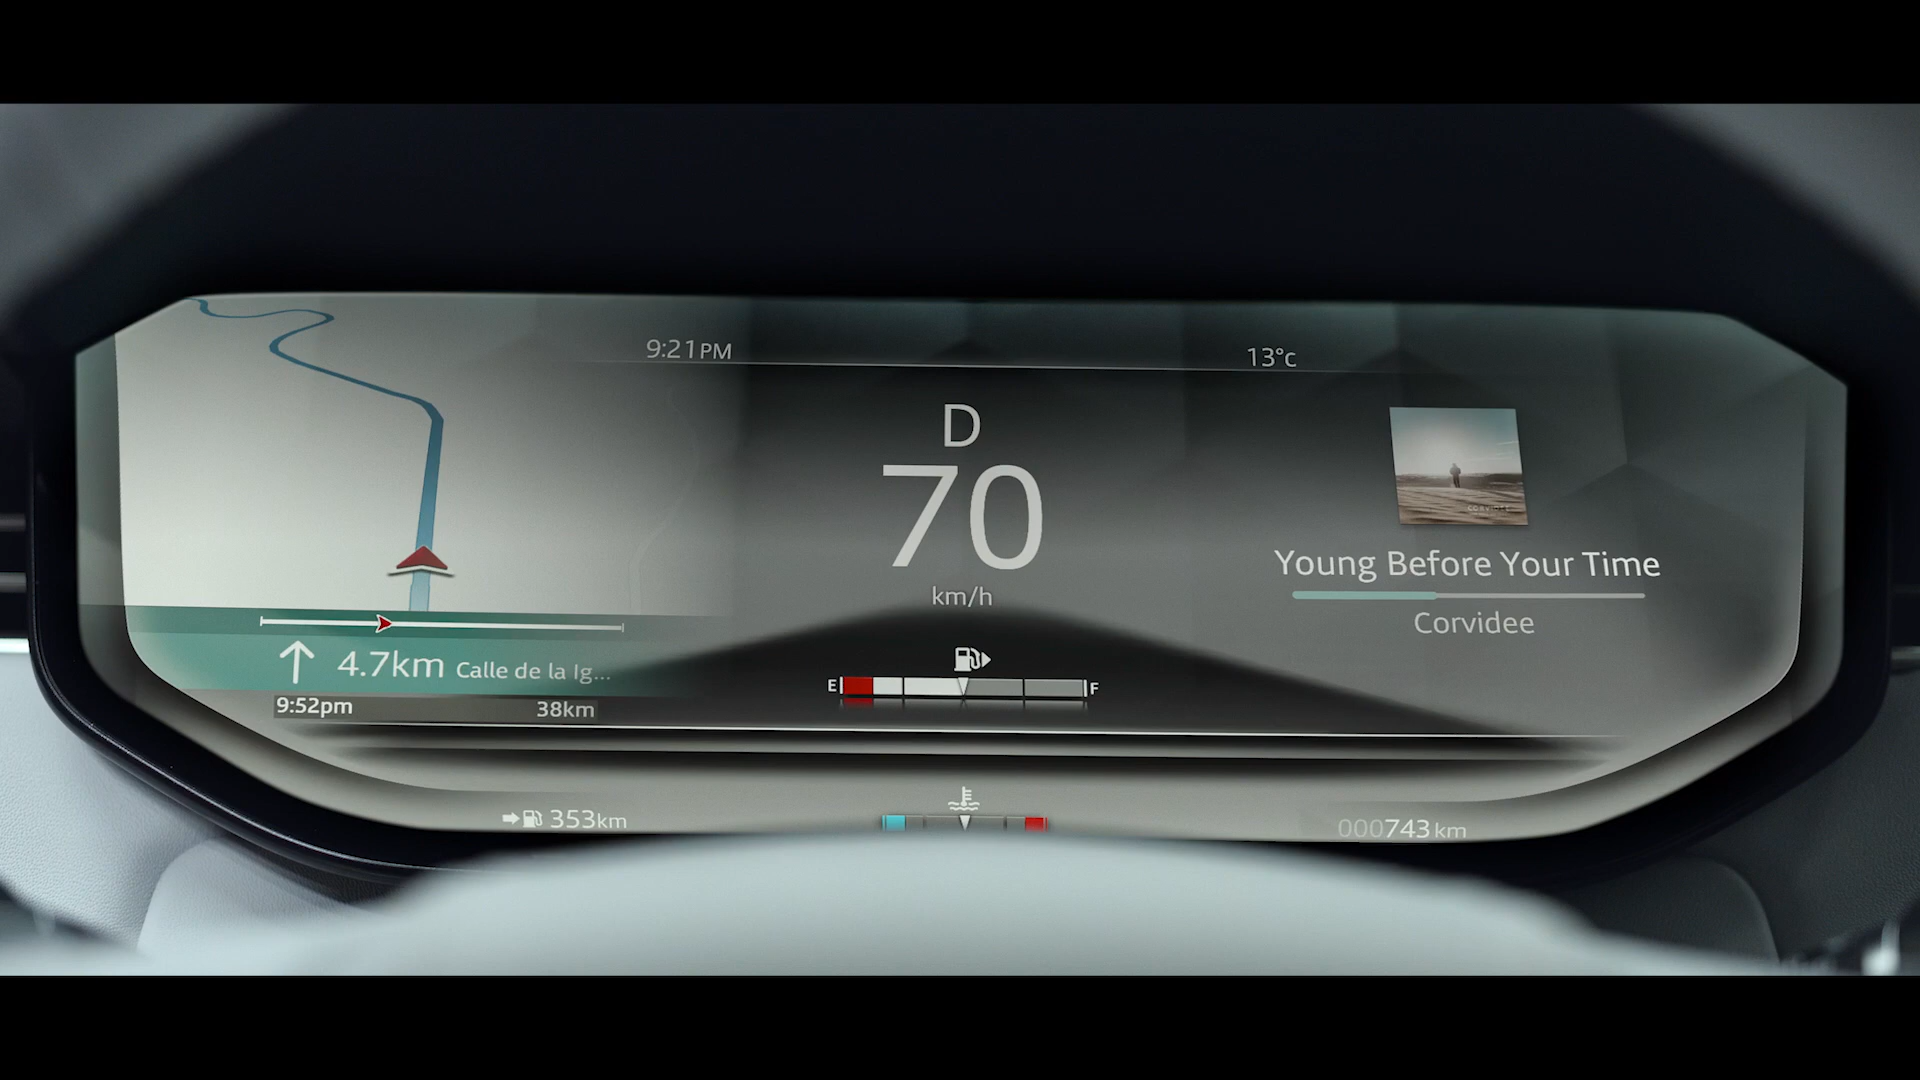 9:21PM
13°c
D
70
km/h
CORVIDEE
Young Before Your Time
Corvidee
4.7km Calle de la Ig...
9:52pm 38km
E F
353km
000743 km